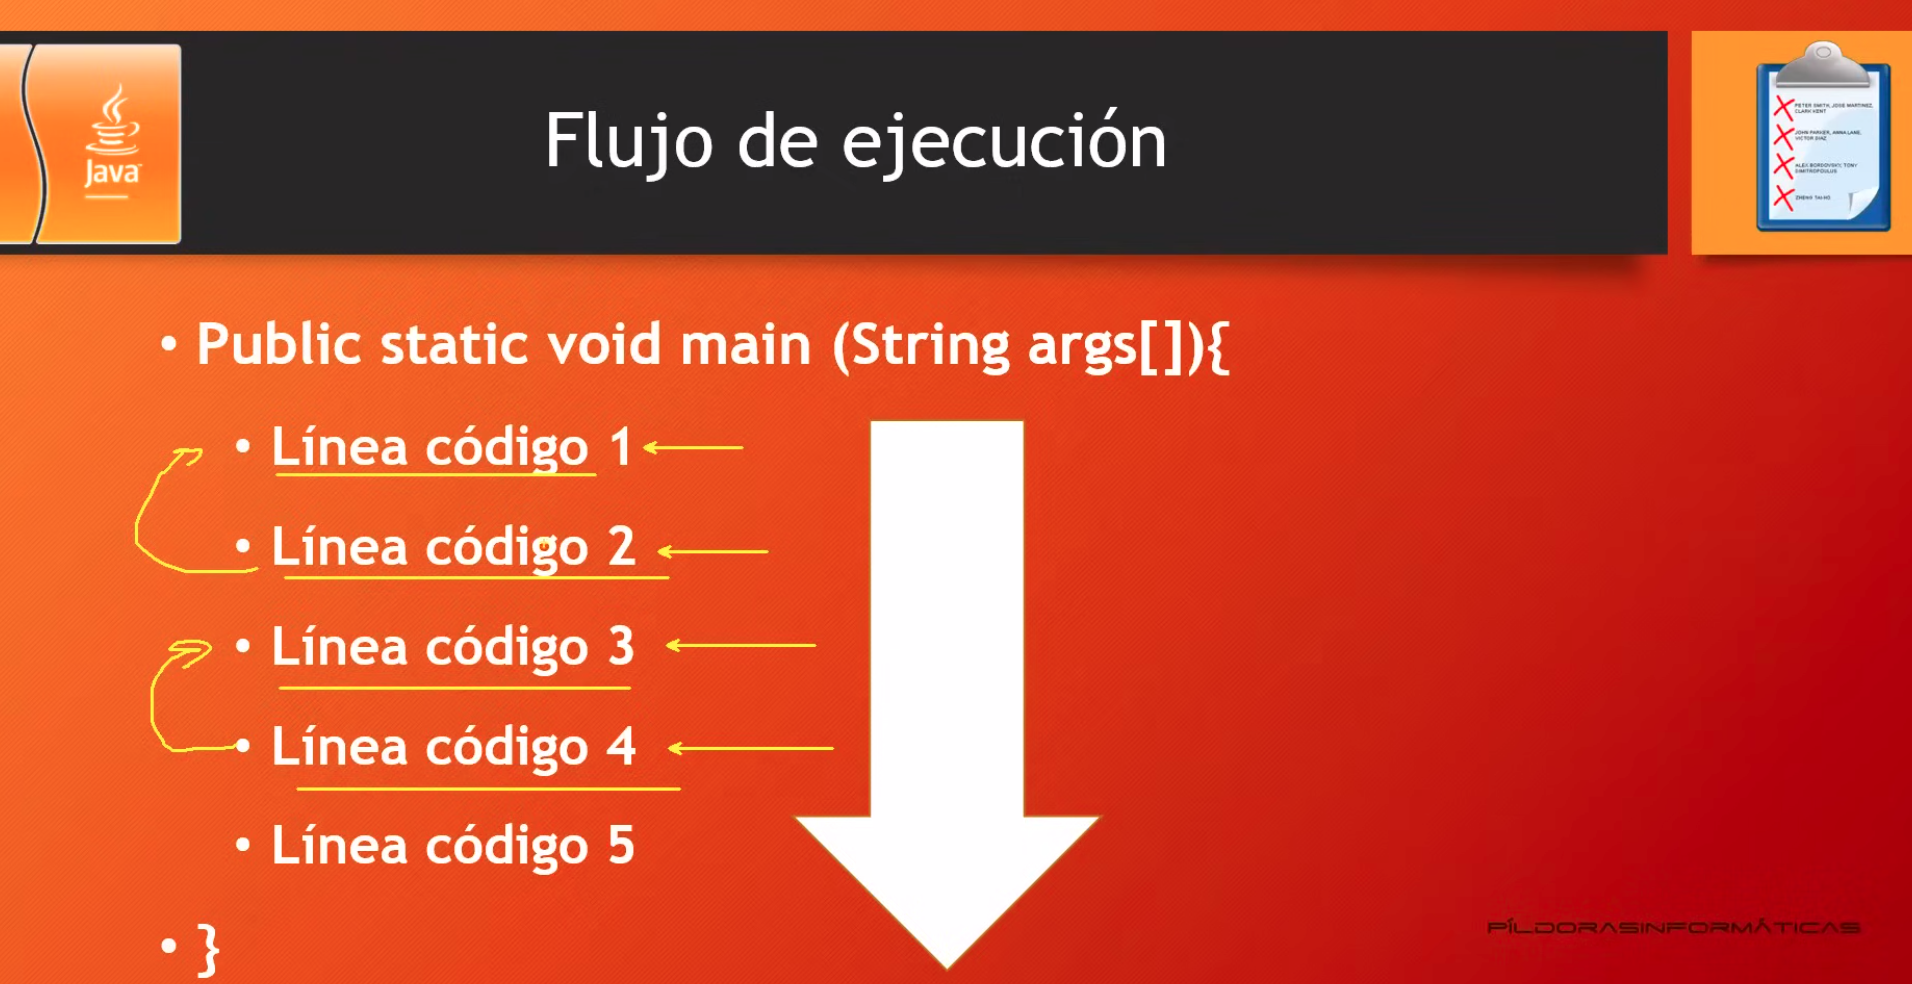 Java
Flujo de ejecución
PETER SMITH, JOSE MARTINEZ,
CLARK KENT
JOHN PARKER, ANNA LANE,
VICTOR DIAZ
ALEX BORDOVSKY, TONY
DIMITROPOULUS
ZHENG TAI-HO
• Public static void main (String args[]){
• Línea código 1
• Línea código 2
• Línea código 3
• Línea código 4
• Línea código 5
• }
PÍLDORASINFORMÁTICAS